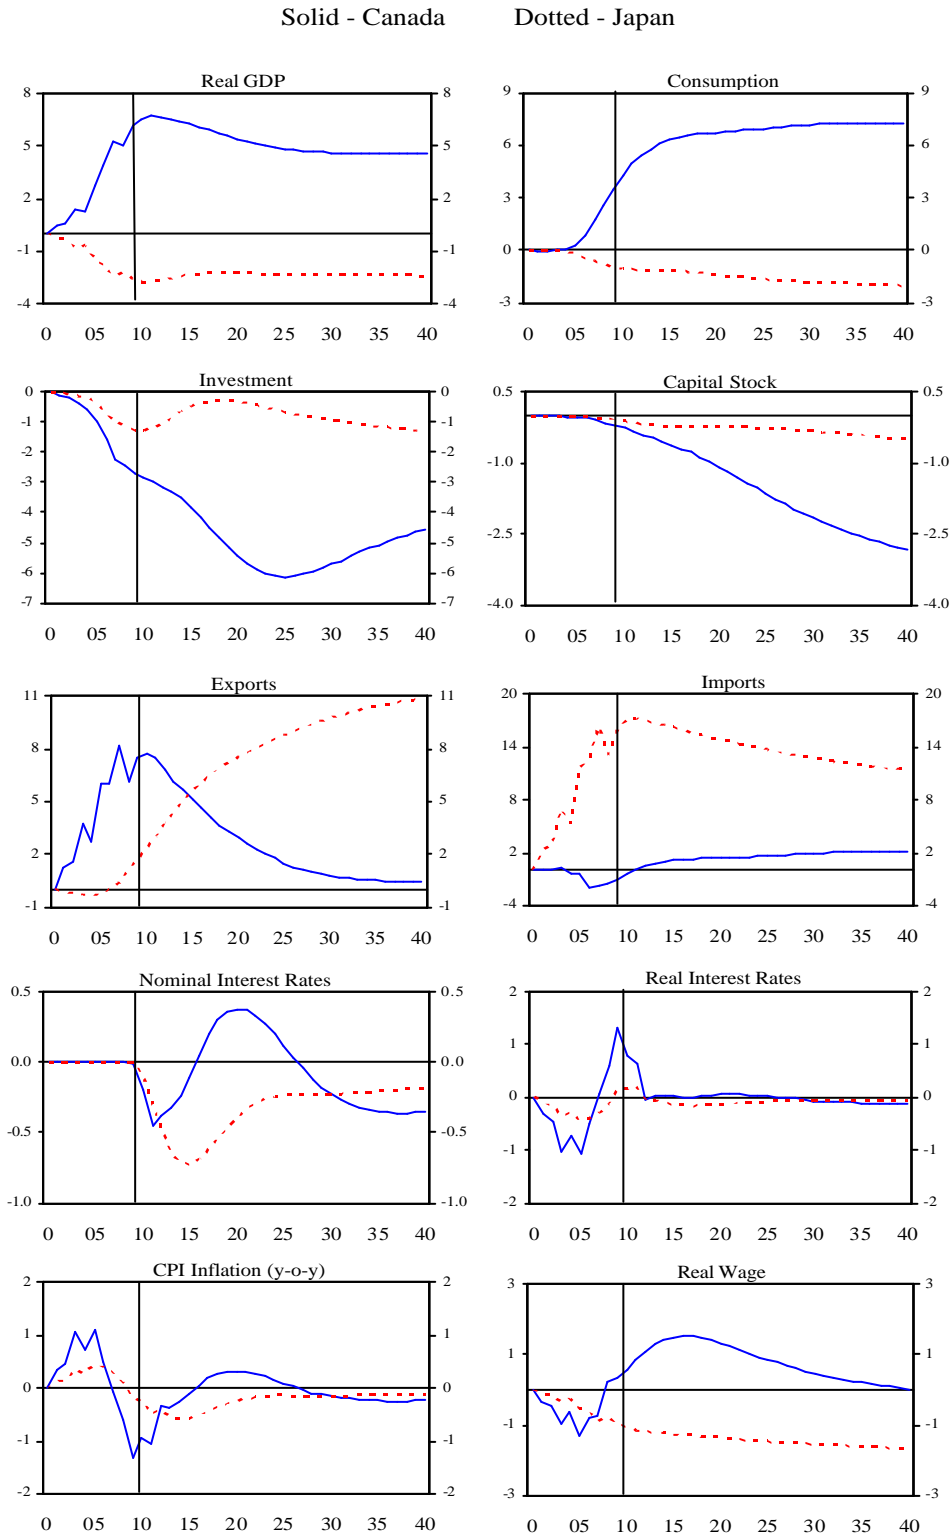 Solid - Canada Dotted - Japan
Real GDP
8 8
5 5
2 2
-1 -1
-4 -4
0 05 10 15 20 25 30 35 40
Consumption
9 9
6 6
3 3
0 0
-3 -3
0 05 10 15 20 25 30 35 40
Investment
0 0
-1 -1
-2 -2
-3 -3
-4 -4
-5 -5
-6 -6
-7 -7
0 05 10 15 20 25 30 35 40
Capital Stock
0.5 0.5
-1.0 -1.0
-2.5 -2.5
-4.0 -4.0
0 05 10 15 20 25 30 35 40
Exports
11 11
8 8
5 5
2 2
-1 -1
0 05 10 15 20 25 30 35 40
Imports
20 20
14 14
8 8
2 2
-4 -4
0 05 10 15 20 25 30 35 40
Nominal Interest Rates
0.5 0.5
0.0 0.0
-0.5 -0.5
-1.0 -1.0
0 05 10 15 20 25 30 35 40
Real Interest Rates
2 2
1 1
0 0
-1 -1
-2 -2
0 05 10 15 20 25 30 35 40
CPI Inflation (y-o-y)
2 2
1 1
0 0
-1 -1
-2 -2
0 05 10 15 20 25 30 35 40
Real Wage
3 3
1 1
-1 -1
-3 -3
0 05 10 15 20 25 30 35 40